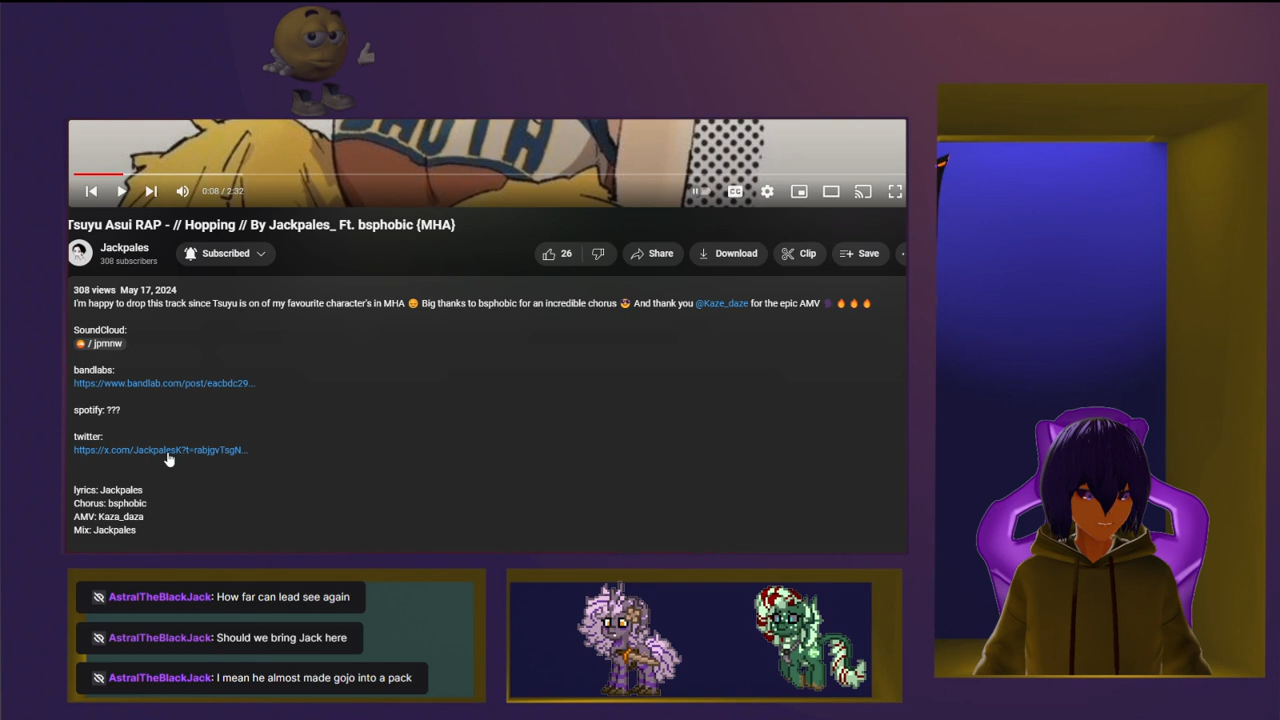 0:08 / 2:32
CC
Tsuyu Asui RAP - // Hopping // By Jackpales_ Ft. bsphobic {MHA}
Jackpales
308 subscribers
Subscribed
26
Share
Download
Clip
Save
308 views May 17, 2024
I'm happy to drop this track since Tsuyu is on of my favourite character's in MHA 😊 Big thanks to bsphobic for an incredible chorus 😎 And thank you @Kaze_daze for the epic AMV 🔥🔥🔥
SoundCloud:
/ jpmnw
bandlabs:
https://www.bandlab.com/post/eacbdc29...
spotify: ???
twitter:
https://x.com/JackpalesK?t=rabjgvTsgN...
lyrics: Jackpales
Chorus: bsphobic
AMV: Kaza_daza
Mix: Jackpales
AstralTheBlackJack: How far can lead see again
AstralTheBlackJack: Should we bring Jack here
AstralTheBlackJack: I mean he almost made gojo into a pack